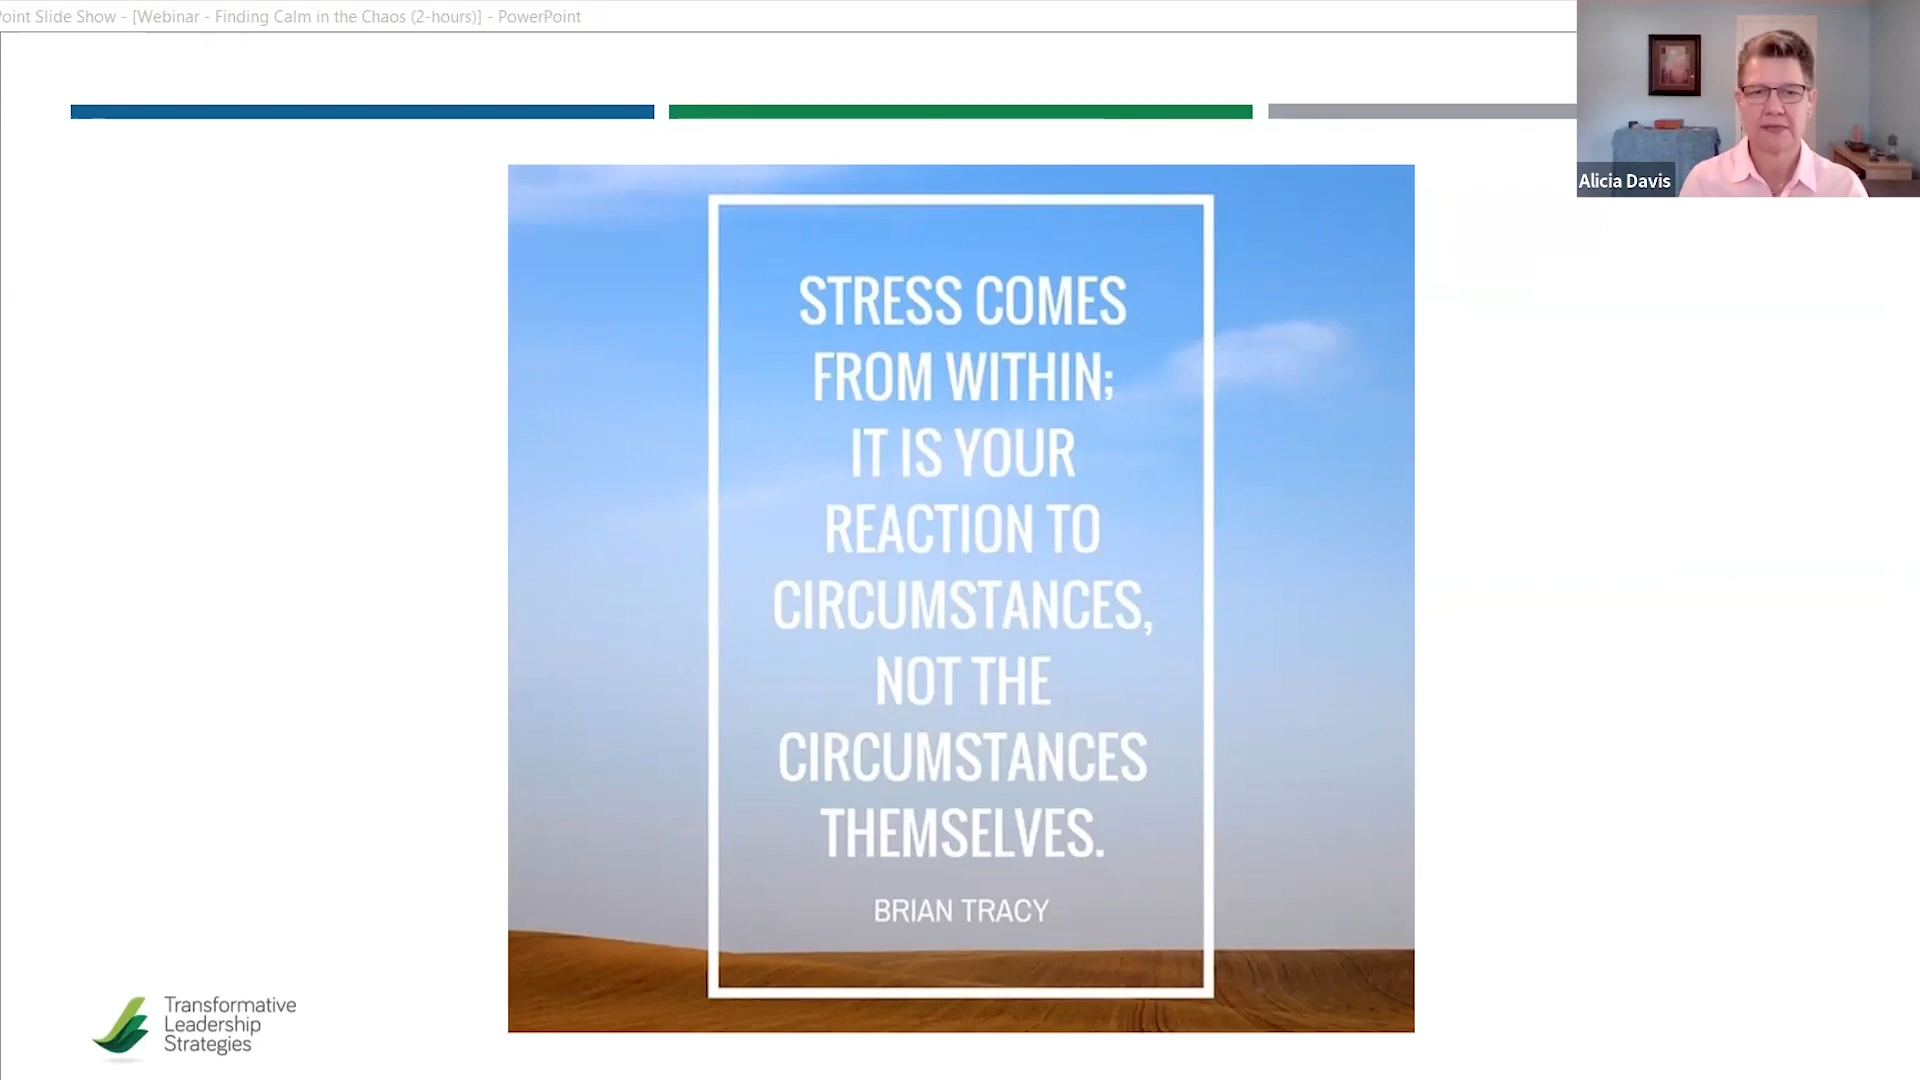 oint Slide Show - [Webinar - Finding Calm in the Chaos (2-hours)] - PowerPoint
Alicia Davis
STRESS COMES
FROM WITHIN;
IT IS YOUR
REACTION TO
CIRCUMSTANCES,
NOT THE
CIRCUMSTANCES
THEMSELVES.
BRIAN TRACY
Transformative
Leadership
Strategies